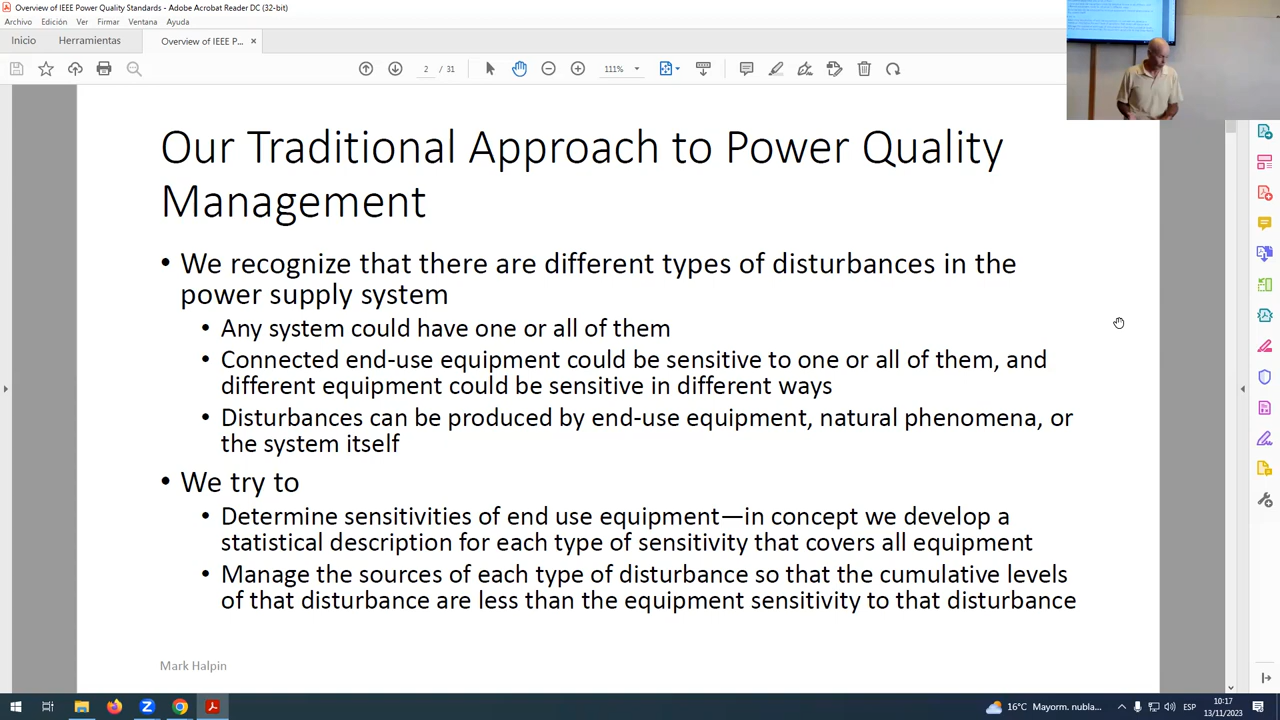 Overview of IEEE Power Quality Standards - Adobe Acrobat Reader DC (32-bit)
Archivo Edición Ver Firmar Ventana Ayuda
Inicio Herramientas Overview of IEEE P... ×
2 / 31 111%
Our Traditional Approach to Power Quality
Management
• We recognize that there are different types of disturbances in the
power supply system
• Any system could have one or all of them
• Connected end-use equipment could be sensitive to one or all of them, and
different equipment could be sensitive in different ways
• Disturbances can be produced by end-use equipment, natural phenomena, or
the system itself
• We try to
• Determine sensitivities of end use equipment—in concept we develop a
statistical description for each type of sensitivity that covers all equipment
• Manage the sources of each type of disturbance so that the cumulative levels
of that disturbance are less than the equipment sensitivity to that disturbance
Mark Halpin
16°C Mayorm. nubla... ESP 10:17
13/11/2023